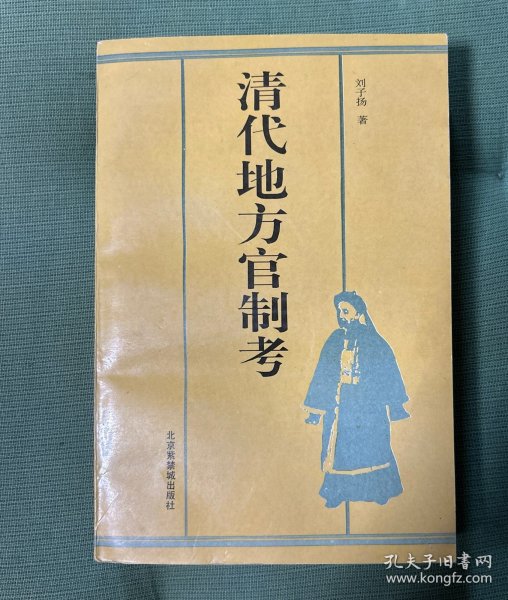 清代地方官制考
刘子扬 著
北京紫禁城出版社
孔夫子旧书网
www.kongfz.com